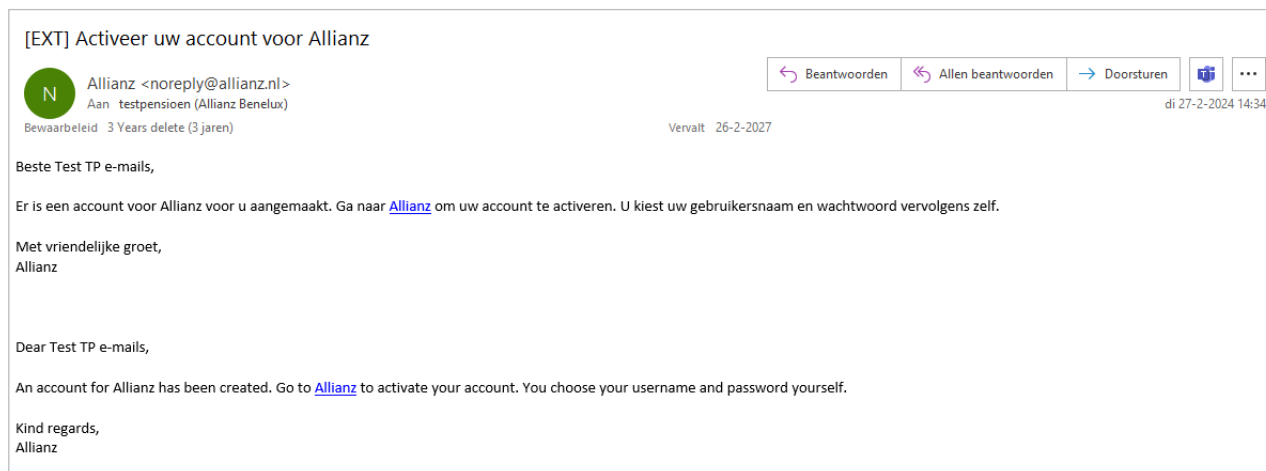 [EXT] Activeer uw account voor Allianz
N
Allianz <noreply@allianz.nl>
Aan testpensioen (Allianz Benelux)
Beantwoorden Allen beantwoorden Doorsturen
di 27-2-2024 14:34
Bewaarbeleid 3 Years delete (3 jaren) Vervalt 26-2-2027
Beste Test TP e-mails,
Er is een account voor Allianz voor u aangemaakt. Ga naar Allianz om uw account te activeren. U kiest uw gebruikersnaam en wachtwoord vervolgens zelf.
Met vriendelijke groet,
Allianz
Dear Test TP e-mails,
An account for Allianz has been created. Go to Allianz to activate your account. You choose your username and password yourself.
Kind regards,
Allianz